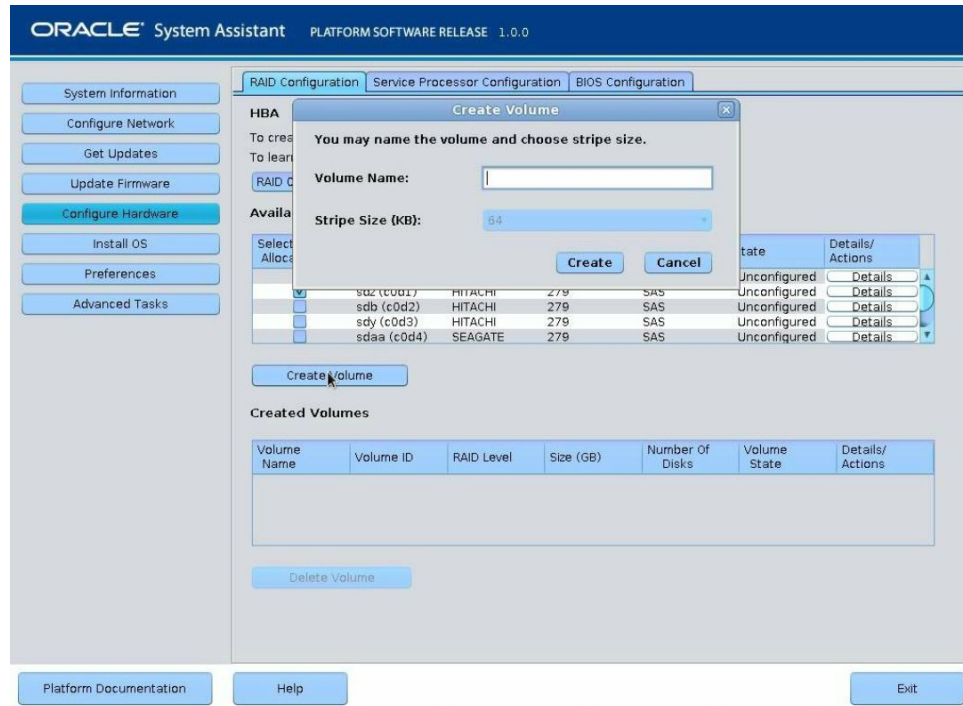 ORACLE System Assistant PLATFORM SOFTWARE RELEASE 1.0.0
System Information
Configure Network
Get Updates
Update Firmware
Configure Hardware
Install OS
Preferences
Advanced Tasks
RAID Configuration Service Processor Configuration BIOS Configuration
HBA
To crea
To lear
RAID C
Availa
Create Volume
You may name the volume and choose stripe size.
Volume Name:
Stripe Size (KB): 64
Create Cancel
Select
Alloca
tate
Details/
Actions
Unconfigured Details
sdz (c0d1) HITACHI 279 SAS Unconfigured Details
sdb (c0d2) HITACHI 279 SAS Unconfigured Details
sdy (c0d3) HITACHI 279 SAS Unconfigured Details
sdaa (c0d4) SEAGATE 279 SAS Unconfigured Details
Create Volume
Created Volumes
Volume Name
Volume ID
RAID Level
Size (GB)
Number Of Disks
Volume State
Details/ Actions
Delete Volume
Platform Documentation
Help
Exit